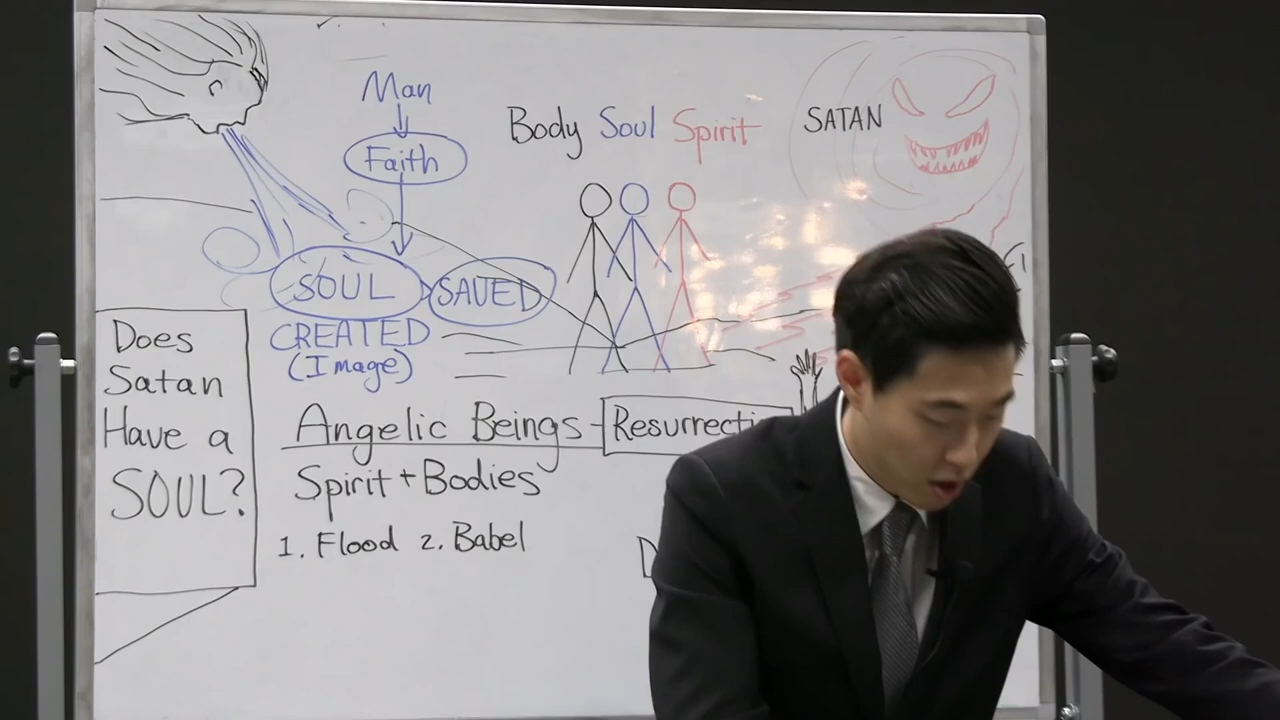 Man
Faith
Body Soul Spirit
SATAN
SOUL
SAVED
CREATED
(Image)
Does
Satan
Have a
SOUL?
Angelic Beings - Resurrecti
Spirit + Bodies
1. Flood 2. Babel